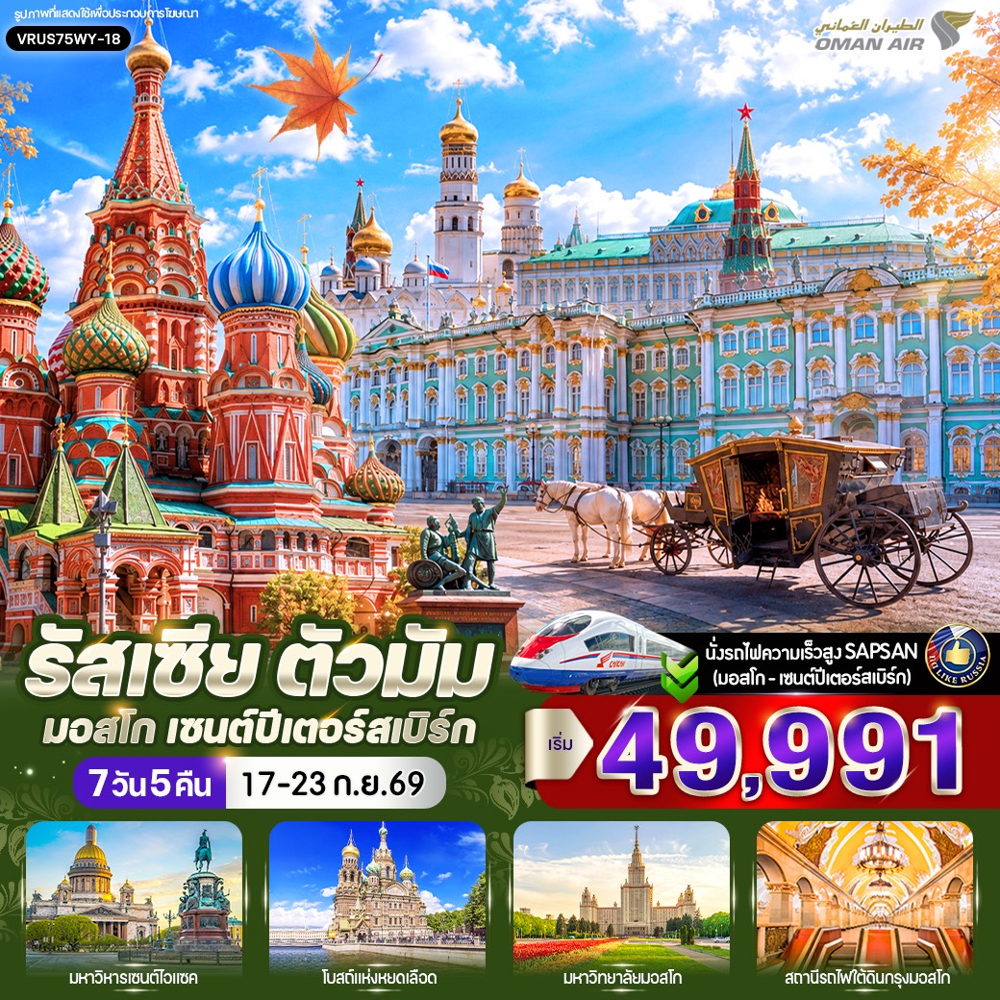 รูปภาพที่แสดงใช้เพื่อประกอบการโฆษณา
VRUS75WY-18
الطيران العماني
OMAN AIR
รัสเซีย ตัวมัม
มอสโก เซนต์ปีเตอร์สเบิร์ก
7 วัน 5 คืน 17-23 ก.ย.69
นั่งรถไฟความเร็วสูง SAPSAN
(มอสโก - เซนต์ปีเตอร์สเบิร์ก)
LIKE RUSSIA
เริ่ม 49,991
มหาวิหารเซนต์ไอแซค
โบสถ์แห่งหยดเลือด
มหาวิทยาลัยมอสโก
สถานีรถไฟใต้ดินกรุงมอสโก